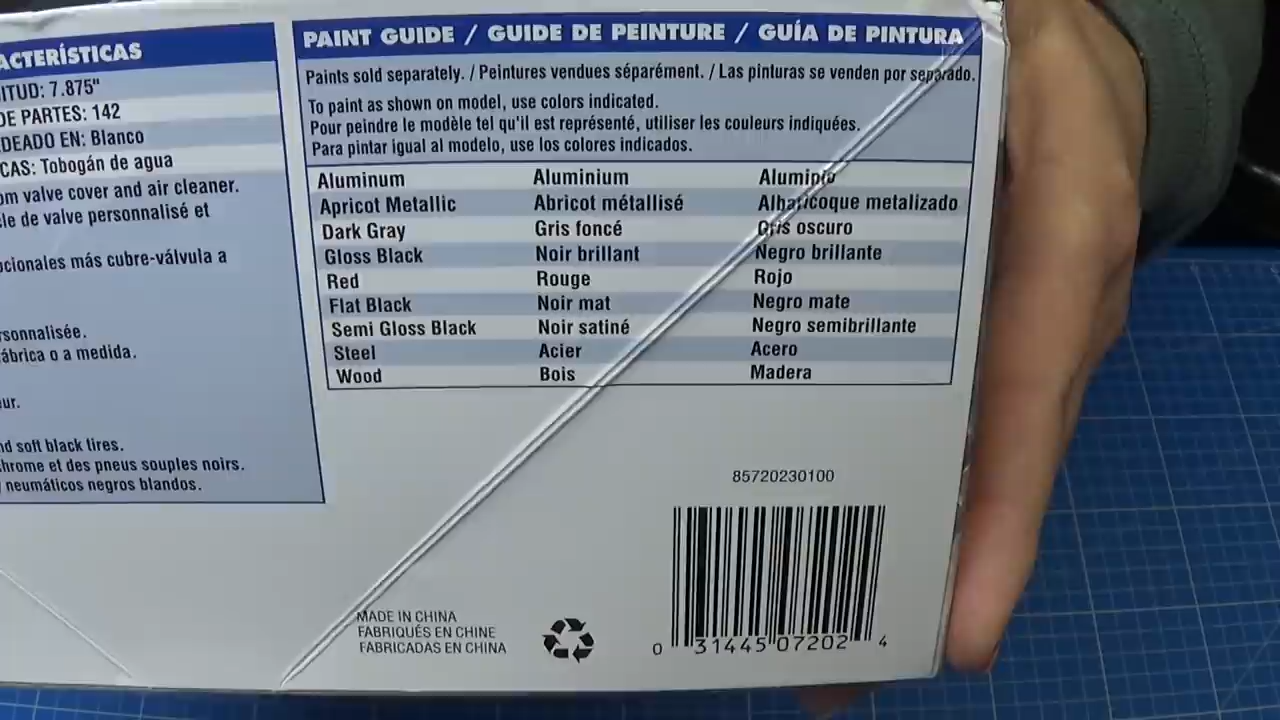 ACTERÍSTICAS
ITUD: 7.875"
DE PARTES: 142
DEADO EN: Blanco
CAS: Tobogán de agua
om valve cover and air cleaner.
cle de valve personnalisé et
pcionales más cubre-válvula a
rsonnalisée.
ábrica o a medida.
eur.
nd soft black tires.
chrome et des pneus souples noirs.
y neumáticos negros blandos.
PAINT GUIDE / GUIDE DE PEINTURE / GUÍA DE PINTURA
Paints sold separately. / Peintures vendues séparément. / Las pinturas se venden por separado.
To paint as shown on model, use colors indicated.
Pour peindre le modèle tel qu'il est représenté, utiliser les couleurs indiquées.
Para pintar igual al modelo, use los colores indicados.
Aluminum Aluminium Aluminio
Apricot Metallic Abricot métallisé Albaricoque metalizado
Dark Gray Gris foncé Gris oscuro
Gloss Black Noir brillant Negro brillante
Red Rouge Rojo
Flat Black Noir mat Negro mate
Semi Gloss Black Noir satiné Negro semibrillante
Steel Acier Acero
Wood Bois Madera
85720230100
MADE IN CHINA
FABRIQUÉS EN CHINE
FABRICADAS EN CHINA
0 31445 07202 4